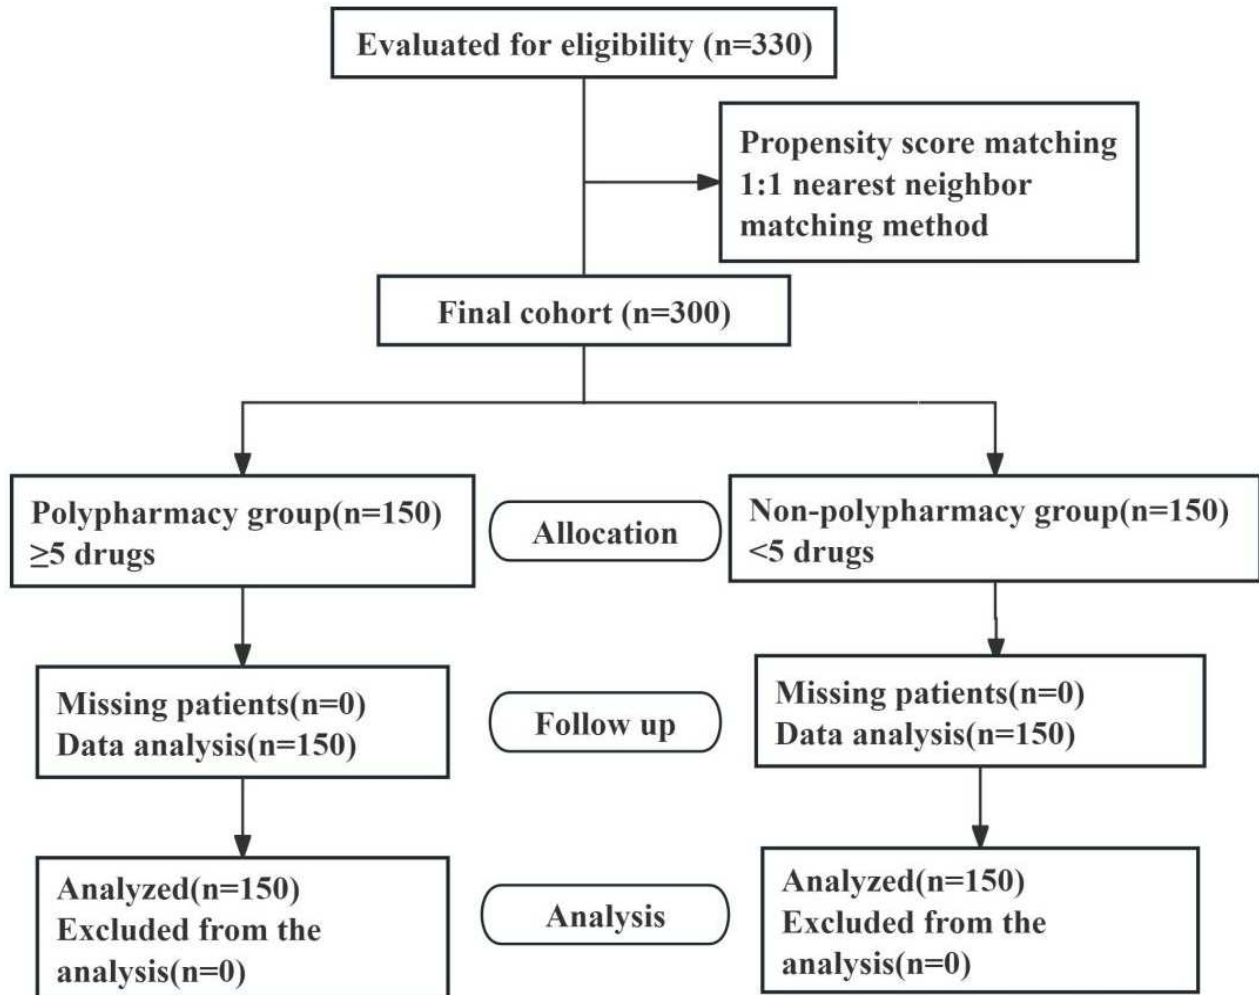 Evaluated for eligibility (n=330)
Propensity score matching
1:1 nearest neighbor
matching method
Final cohort (n=300)
Polypharmacy group(n=150)
≥5 drugs
Allocation
Non-polypharmacy group(n=150)
<5 drugs
Missing patients(n=0)
Data analysis(n=150)
Follow up
Missing patients(n=0)
Data analysis(n=150)
Analyzed(n=150)
Excluded from the
analysis(n=0)
Analysis
Analyzed(n=150)
Excluded from the
analysis(n=0)